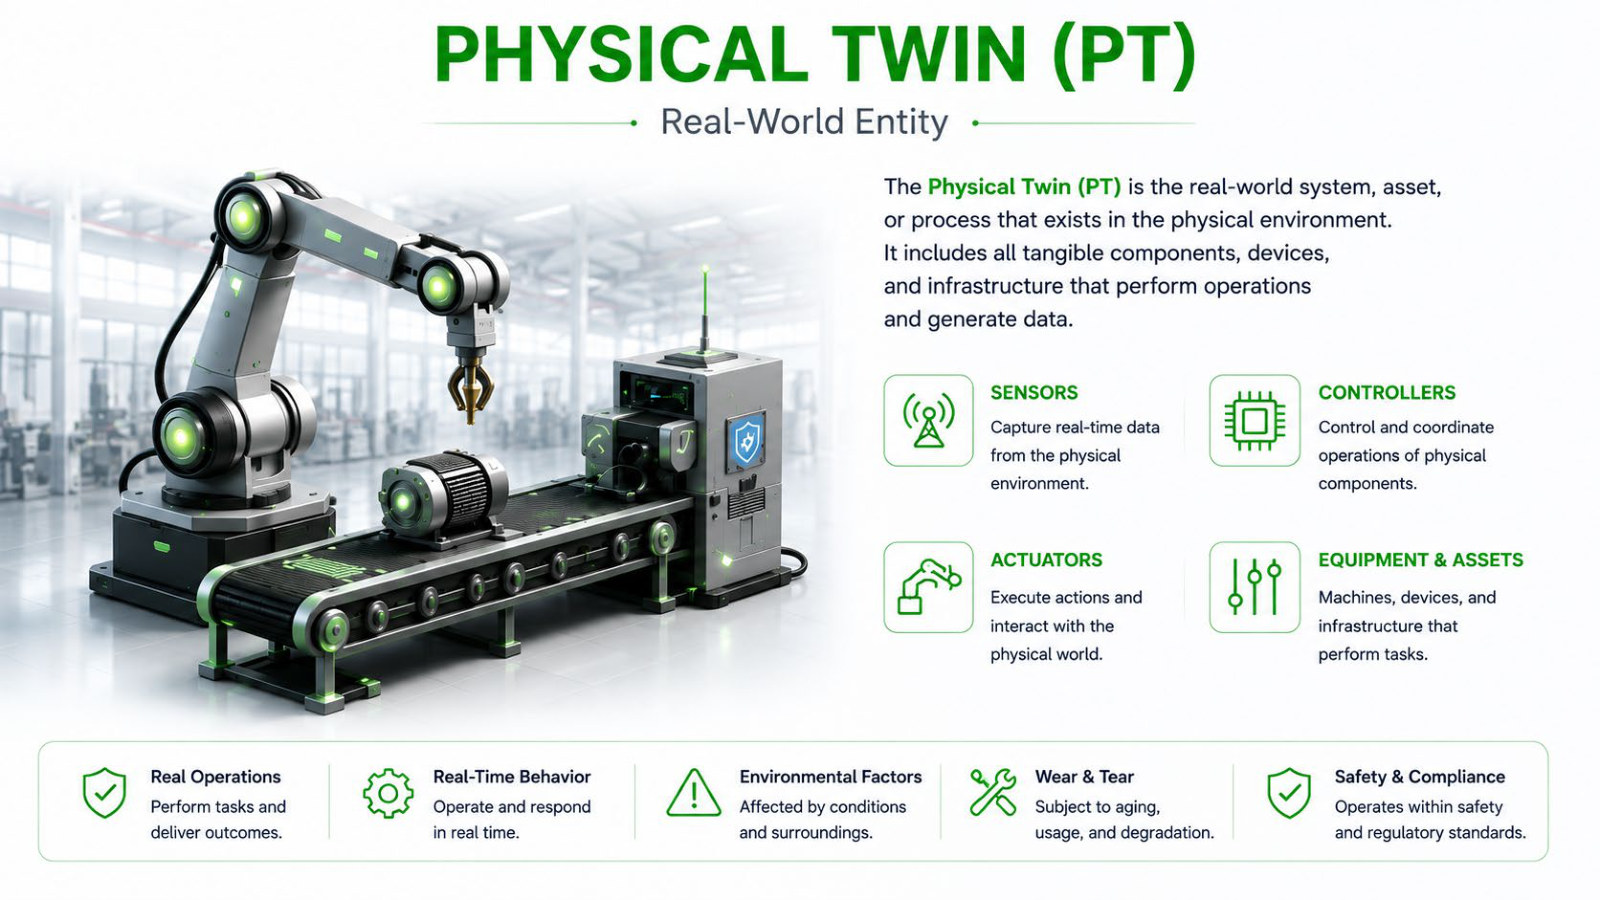 PHYSICAL TWIN (PT)
Real-World Entity
The Physical Twin (PT) is the real-world system, asset,
or process that exists in the physical environment.
It includes all tangible components, devices,
and infrastructure that perform operations
and generate data.
SENSORS
Capture real-time data
from the physical
environment.
CONTROLLERS
Control and coordinate
operations of physical
components.
ACTUATORS
Execute actions and
interact with the
physical world.
EQUIPMENT & ASSETS
Machines, devices, and
infrastructure that
perform tasks.
Real Operations
Perform tasks and
deliver outcomes.
Real-Time Behavior
Operate and respond
in real time.
Environmental Factors
Affected by conditions
and surroundings.
Wear & Tear
Subject to aging,
usage, and degradation.
Safety & Compliance
Operates within safety
and regulatory standards.